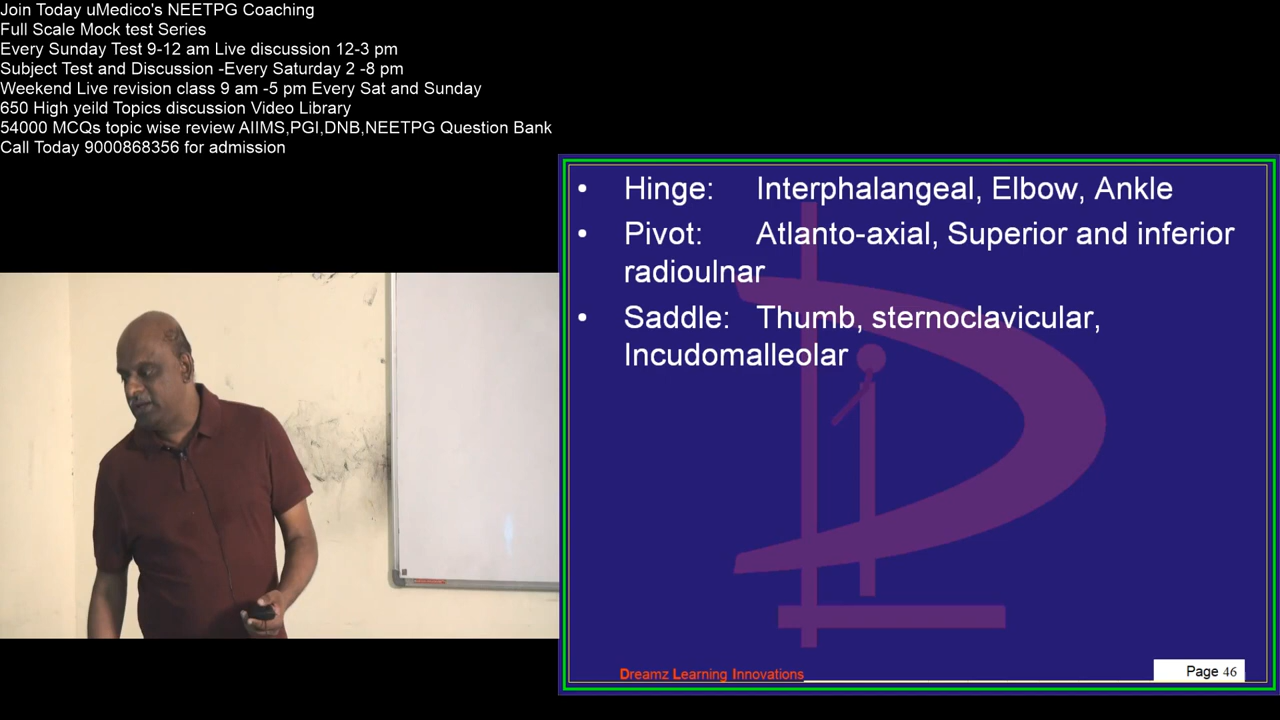 Join Today uMedico's NEETPG Coaching
Full Scale Mock test Series
Every Sunday Test 9-12 am Live discussion 12-3 pm
Subject Test and Discussion -Every Saturday 2 -8 pm
Weekend Live revision class 9 am -5 pm Every Sat and Sunday
650 High yeild Topics discussion Video Library
54000 MCQs topic wise review AIIMS,PGI,DNB,NEETPG Question Bank
Call Today 9000868356 for admission
• Hinge: Interphalangeal, Elbow, Ankle
• Pivot: Atlanto-axial, Superior and inferior
radioulnar
• Saddle: Thumb, sternoclavicular,
Incudomalleolar
Dreamz Learning Innovations
Page 46